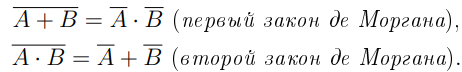 $\overline{A + B} = \overline{A} \cdot \overline{B}$ (первый закон де Моргана),
$\overline{A \cdot B} = \overline{A} + \overline{B}$ (второй закон де Моргана).